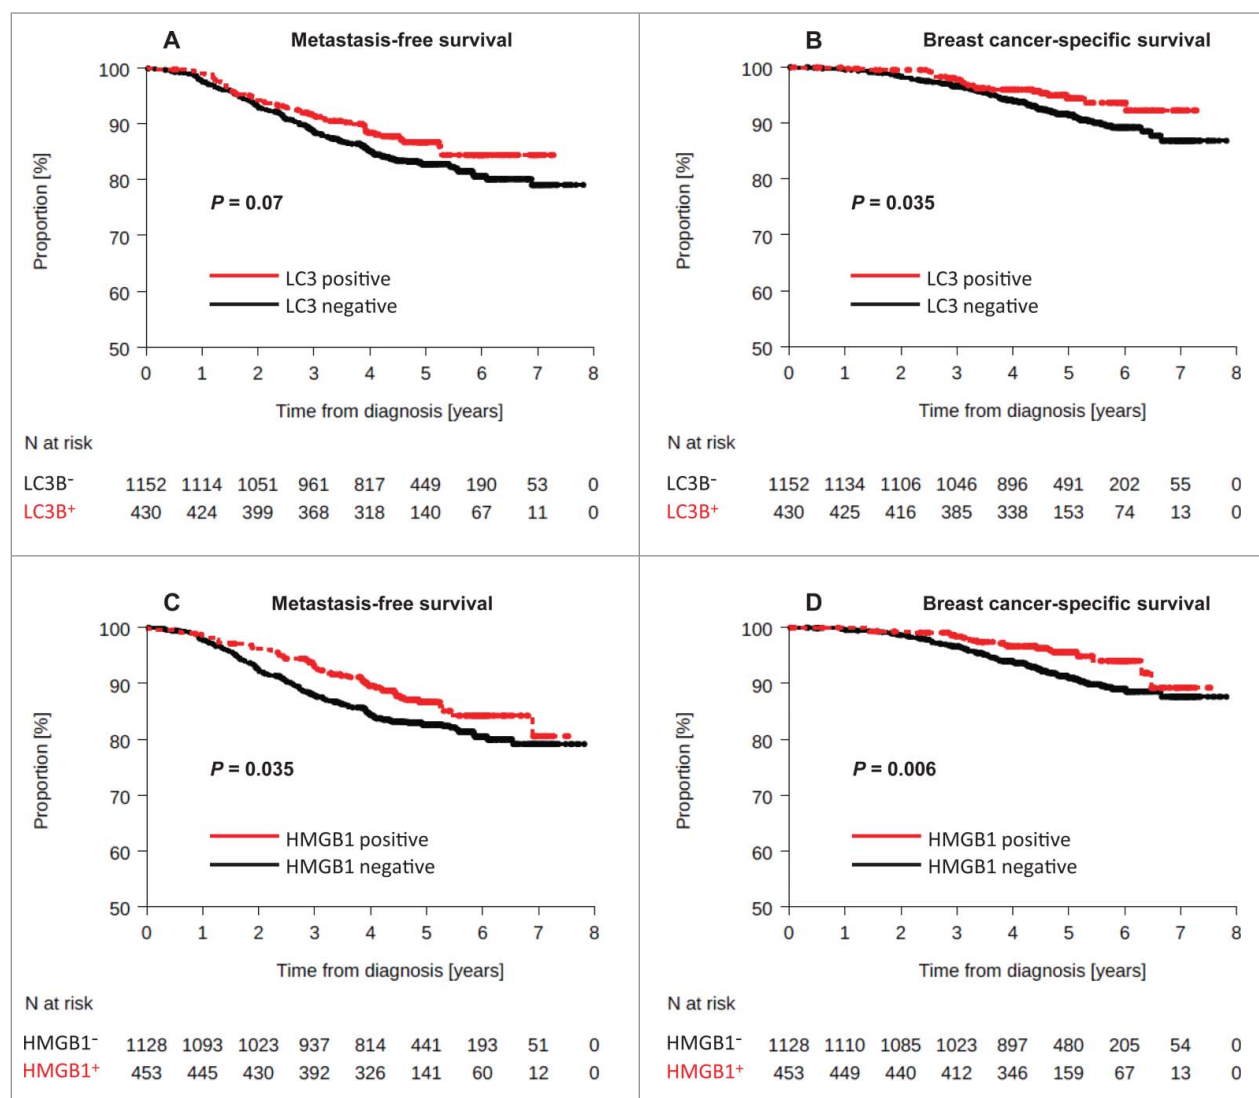 A Metastasis-free survival
100
90
80
70
60
50
Proportion [%]
P = 0.07
LC3 positive
LC3 negative
0 1 2 3 4 5 6 7 8
Time from diagnosis [years]
N at risk
LC3B- 1152 1114 1051 961 817 449 190 53 0
LC3B+ 430 424 399 368 318 140 67 11 0
B Breast cancer-specific survival
100
90
80
70
60
50
Proportion [%]
P = 0.035
LC3 positive
LC3 negative
0 1 2 3 4 5 6 7 8
Time from diagnosis [years]
N at risk
LC3B- 1152 1134 1106 1046 896 491 202 55 0
LC3B+ 430 425 416 385 338 153 74 13 0
C Metastasis-free survival
100
90
80
70
60
50
Proportion [%]
P = 0.035
HMGB1 positive
HMGB1 negative
0 1 2 3 4 5 6 7 8
Time from diagnosis [years]
N at risk
HMGB1- 1128 1093 1023 937 814 441 193 51 0
HMGB1+ 453 445 430 392 326 141 60 12 0
D Breast cancer-specific survival
100
90
80
70
60
50
Proportion [%]
P = 0.006
HMGB1 positive
HMGB1 negative
0 1 2 3 4 5 6 7 8
Time from diagnosis [years]
N at risk
HMGB1- 1128 1110 1085 1023 897 480 205 54 0
HMGB1+ 453 449 440 412 346 159 67 13 0